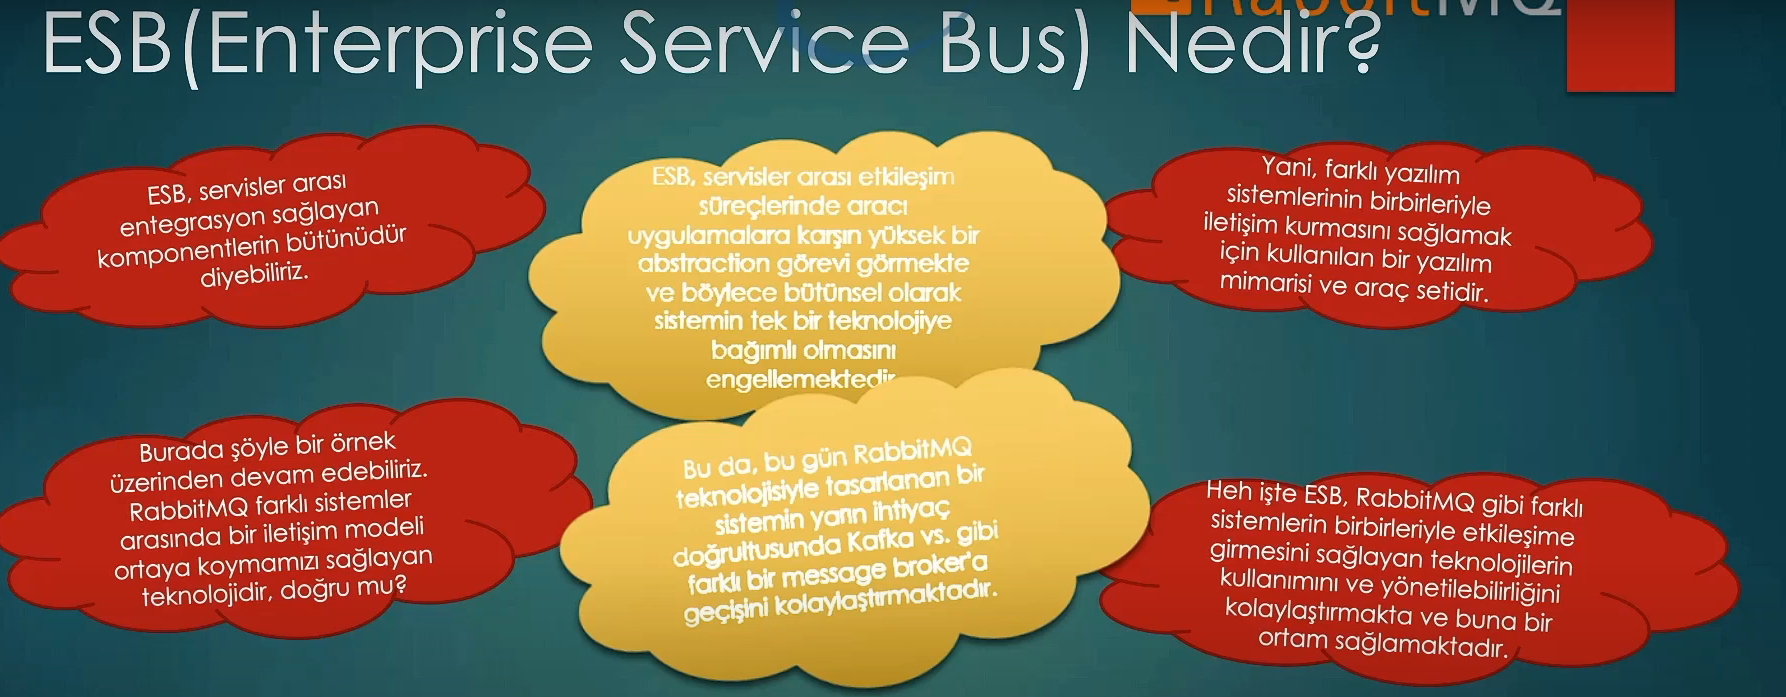 RabbitMQ
ESB(Enterprise Service Bus) Nedir?
ESB, servisler arası
entegrasyon sağlayan
komponentlerin bütünüdür
diyebiliriz.
ESB, servisler arası etkileşim
süreçlerinde aracı
uygulamalara karşın yüksek bir
abstraction görevi görmekte
ve böylece bütünsel olarak
sistemin tek bir teknolojiye
bağımlı olmasını
engellemektedir.
Yani, farklı yazılım
sistemlerinin birbirleriyle
iletişim kurmasını sağlamak
için kullanılan bir yazılım
mimarisi ve araç setidir.
Burada şöyle bir örnek
üzerinden devam edebiliriz.
RabbitMQ farklı sistemler
arasında bir iletişim modeli
ortaya koymamızı sağlayan
teknolojidir, doğru mu?
Bu da, bu gün RabbitMQ
teknolojisiyle tasarlanan bir
sistemin yarın ihtiyaç
doğrultusunda Kafka vs. gibi
farklı bir message broker'a
geçişini kolaylaştırmaktadır.
Heh işte ESB, RabbitMQ gibi farklı
sistemlerin birbirleriyle etkileşime
girmesini sağlayan teknolojilerin
kullanımını ve yönetilebilirliğini
kolaylaştırmakta ve buna bir
ortam sağlamaktadır.